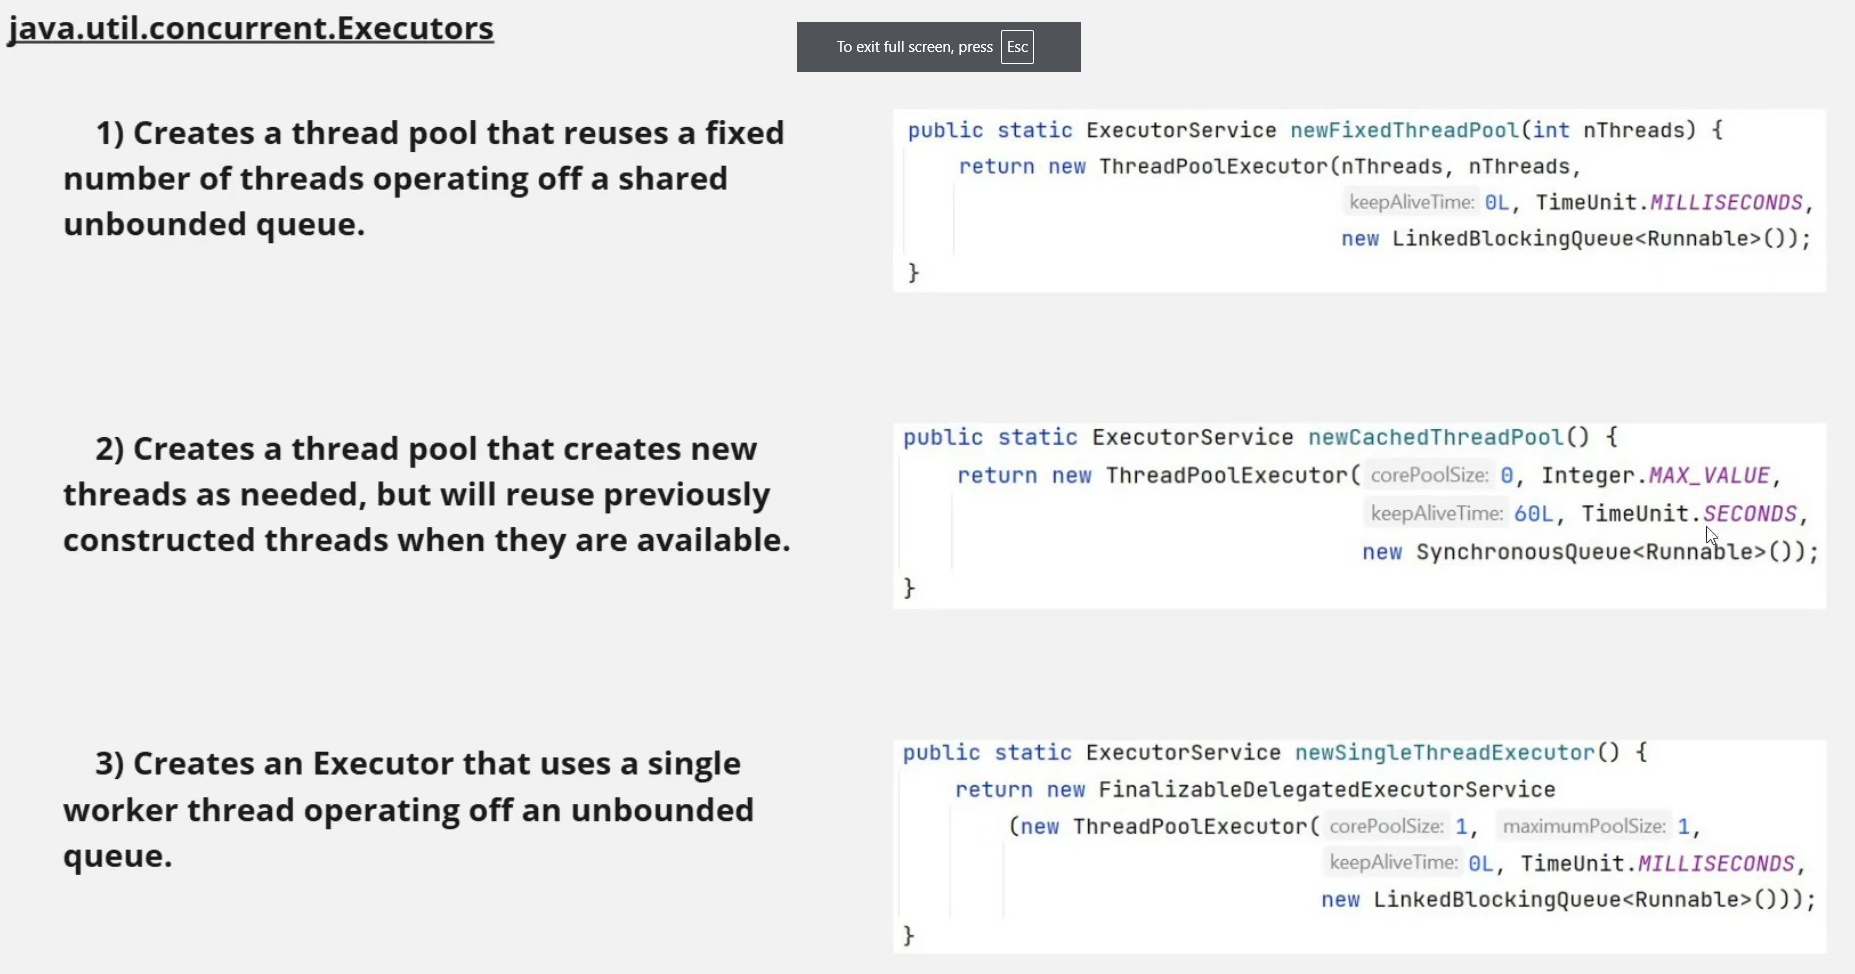 java.util.concurrent.Executors
To exit full screen, press Esc
1) Creates a thread pool that reuses a fixed
number of threads operating off a shared
unbounded queue.
public static ExecutorService newFixedThreadPool(int nThreads) {
return new ThreadPoolExecutor(nThreads, nThreads,
keepAliveTime: 0L, TimeUnit.MILLISECONDS,
new LinkedBlockingQueue<Runnable>());
}
2) Creates a thread pool that creates new
threads as needed, but will reuse previously
constructed threads when they are available.
public static ExecutorService newCachedThreadPool() {
return new ThreadPoolExecutor( corePoolSize: 0, Integer.MAX_VALUE,
keepAliveTime: 60L, TimeUnit.SECONDS,
new SynchronousQueue<Runnable>());
}
3) Creates an Executor that uses a single
worker thread operating off an unbounded
queue.
public static ExecutorService newSingleThreadExecutor() {
return new FinalizableDelegatedExecutorService
(new ThreadPoolExecutor( corePoolSize: 1, maximumPoolSize: 1,
keepAliveTime: 0L, TimeUnit.MILLISECONDS,
new LinkedBlockingQueue<Runnable>()));
}